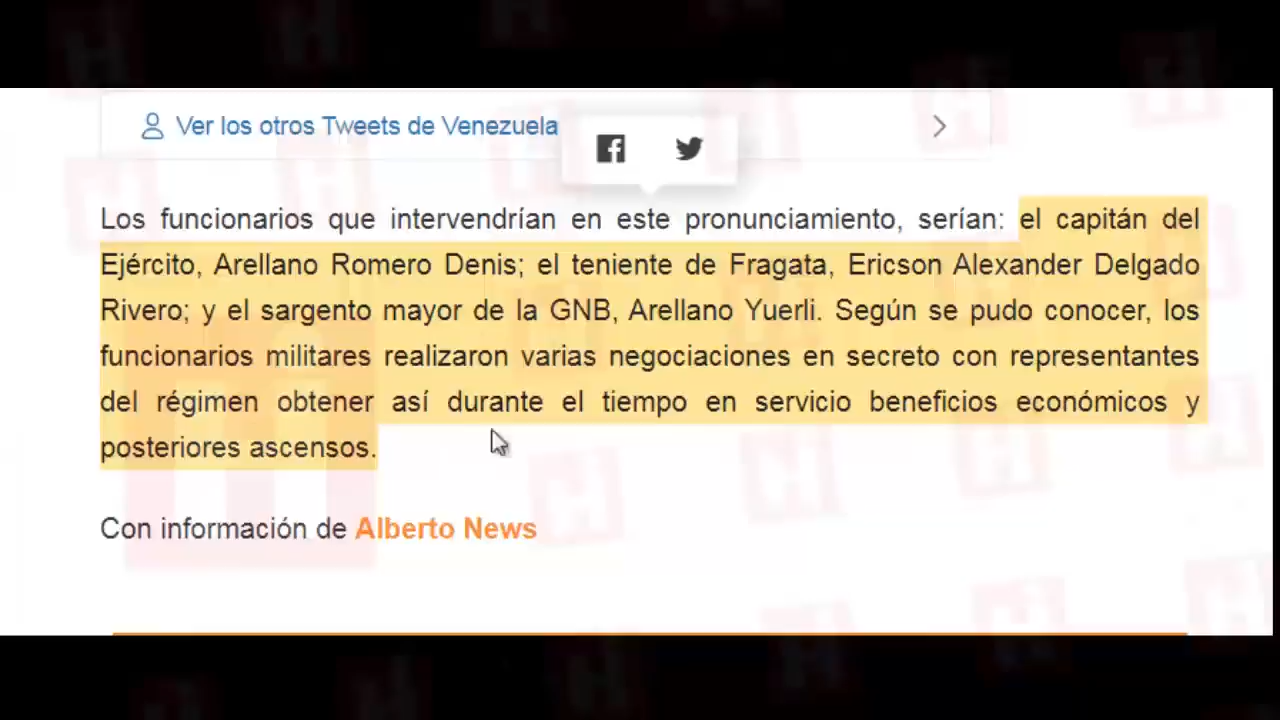 Ver los otros Tweets de Venezuela
Los funcionarios que intervendrían en este pronunciamiento, serían: el capitán del
Ejército, Arellano Romero Denis; el teniente de Fragata, Ericson Alexander Delgado
Rivero; y el sargento mayor de la GNB, Arellano Yuerli. Según se pudo conocer, los
funcionarios militares realizaron varias negociaciones en secreto con representantes
del régimen obtener así durante el tiempo en servicio beneficios económicos y
posteriores ascensos.
Con información de Alberto News